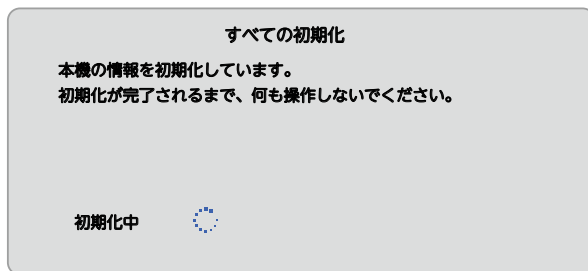 すべての初期化
本機の情報を初期化しています。
初期化が完了されるまで、何も操作しないでください。
初期化中